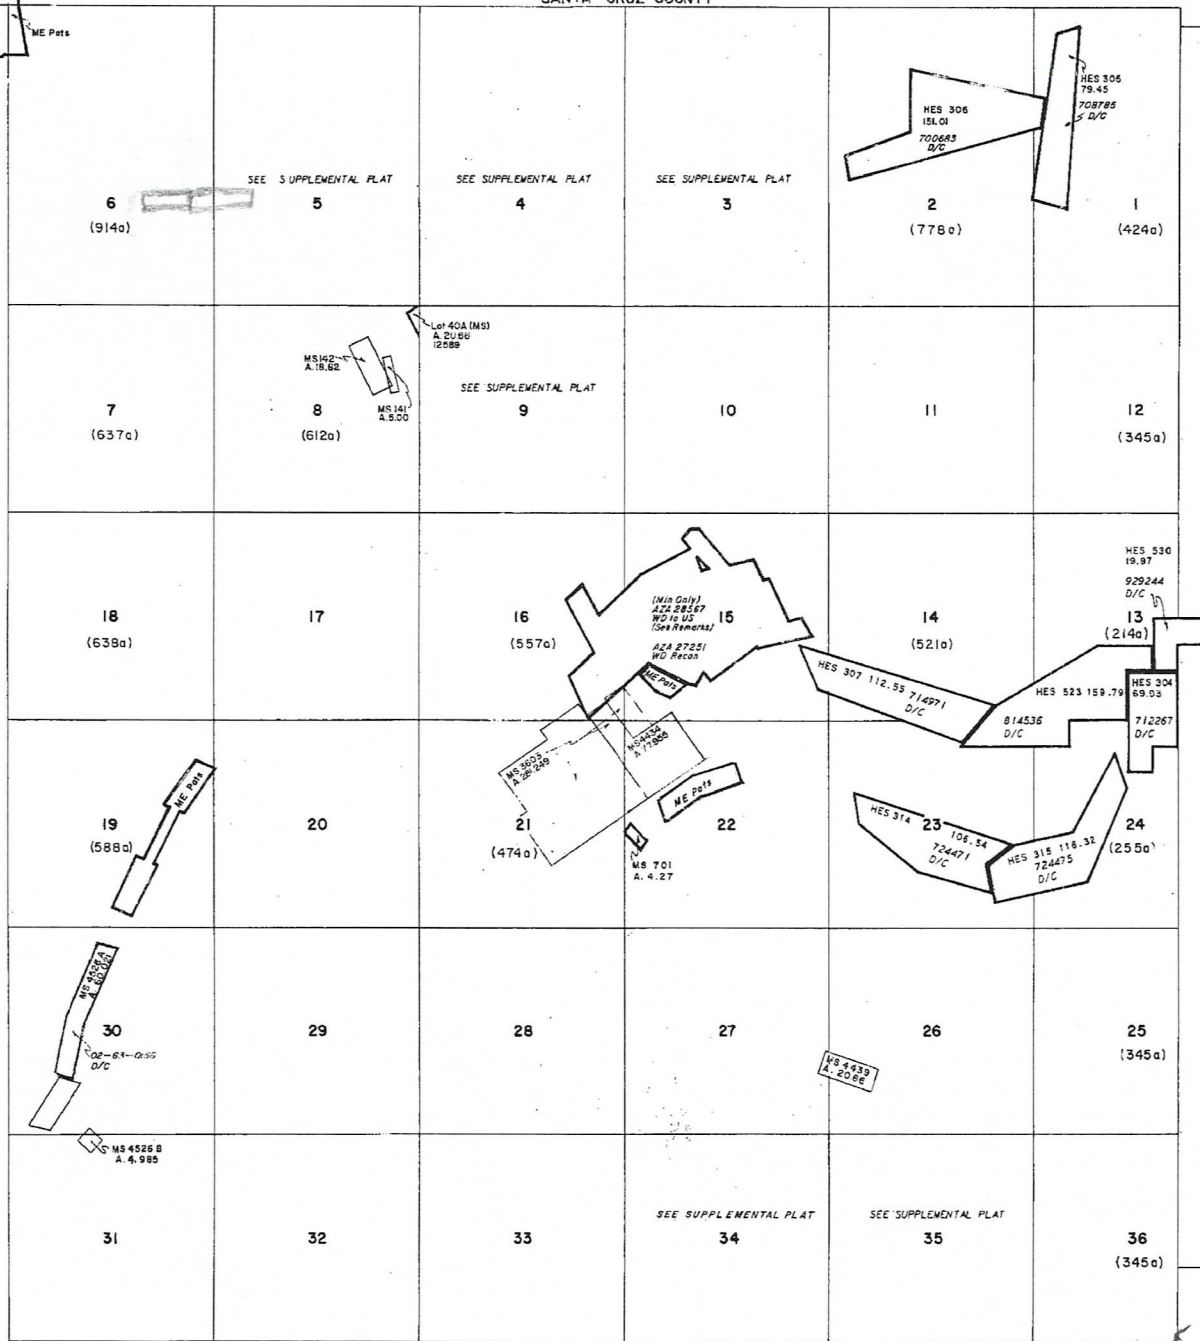 SANTA CRUZ COUNTY
ME Pats
HES 305
79.45
708785
D/C
HES 306
151.01
700683
D/C
SEE SUPPLEMENTAL PLAT
SEE SUPPLEMENTAL PLAT
SEE SUPPLEMENTAL PLAT
6
(914a)
5
4
3
2
(778a)
1
(424a)
Lot 40A (MS)
A. 20.66
12589
MS 142
A. 18.62
MS 141
A. 5.00
SEE SUPPLEMENTAL PLAT
7
(637a)
8
(612a)
9
10
11
12
(345a)
HES 530
19.97
929244
D/C
(Min Only)
AZA 28567
WD to US
(See Remarks)
AZA 27251
WD Recon
18
(638a)
17
16
(557a)
15
14
(521a)
13
(214a)
ME Pats
HES 307 112.55 714971
D/C
HES 523 159.79
814536
D/C
HES 304
69.93
712267
D/C
MS 3603
MS4434
ME Pats
ME Pats
19
(588a)
20
21
(474a)
22
23
24
(255a)
HES 314 106.54
724471
D/C
HES 315 116.32
724475
D/C
MS 701
A. 4.27
MS 4526 A
A. 60.021
30
29
28
27
26
25
(345a)
D/C
MS 4439
A. 20.66
MS 4526 B
A. 4.985
SEE SUPPLEMENTAL PLAT
SEE SUPPLEMENTAL PLAT
31
32
33
34
35
36
(345a)